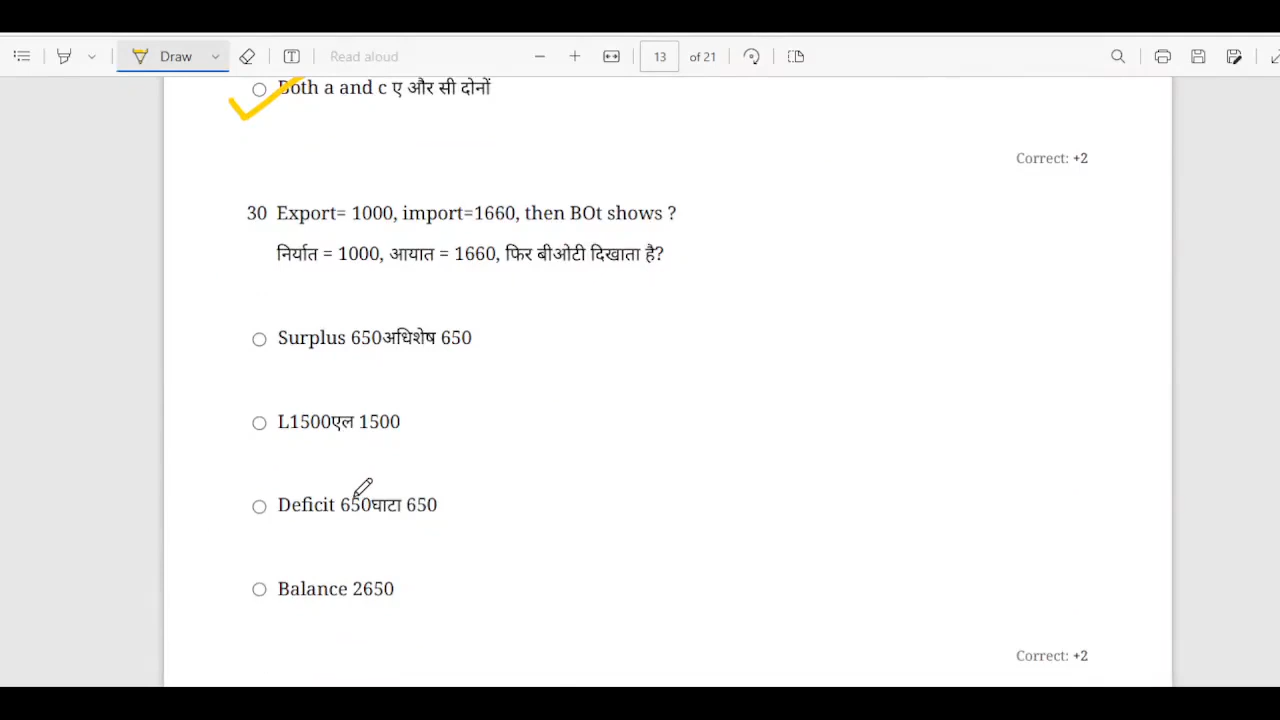 Draw
Read aloud
13 of 21
Both a and c ए और सी दोनों
Correct: +2
30 Export= 1000, import=1660, then BOt shows ?
निर्यात = 1000, आयात = 1660, फिर बीओटी दिखाता है?
Surplus 650अधिशेष 650
L1500एल 1500
Deficit 650घाटा 650
Balance 2650
Correct: +2